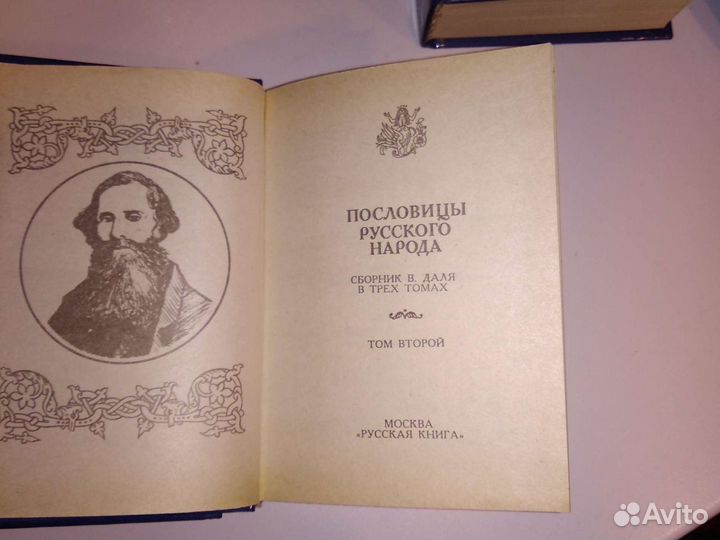 ПОСЛОВИЦЫ
РУССКОГО
НАРОДА
СБОРНИК В. ДАЛЯ
В ТРЕХ ТОМАХ
ТОМ ВТОРОЙ
МОСКВА
«РУССКАЯ КНИГА»
Avito